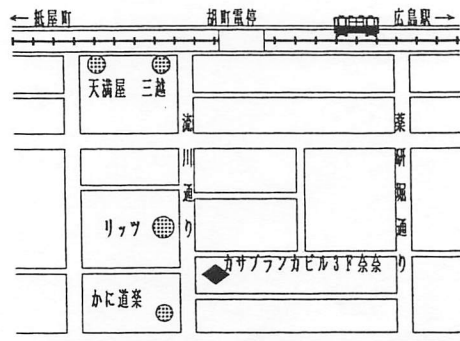 ← 紙屋町
胡町電停
広島駅 →
天満屋
三越
流川通り
薬研堀通り
リッツ
カサブランカビル3F奈奈
かに道楽